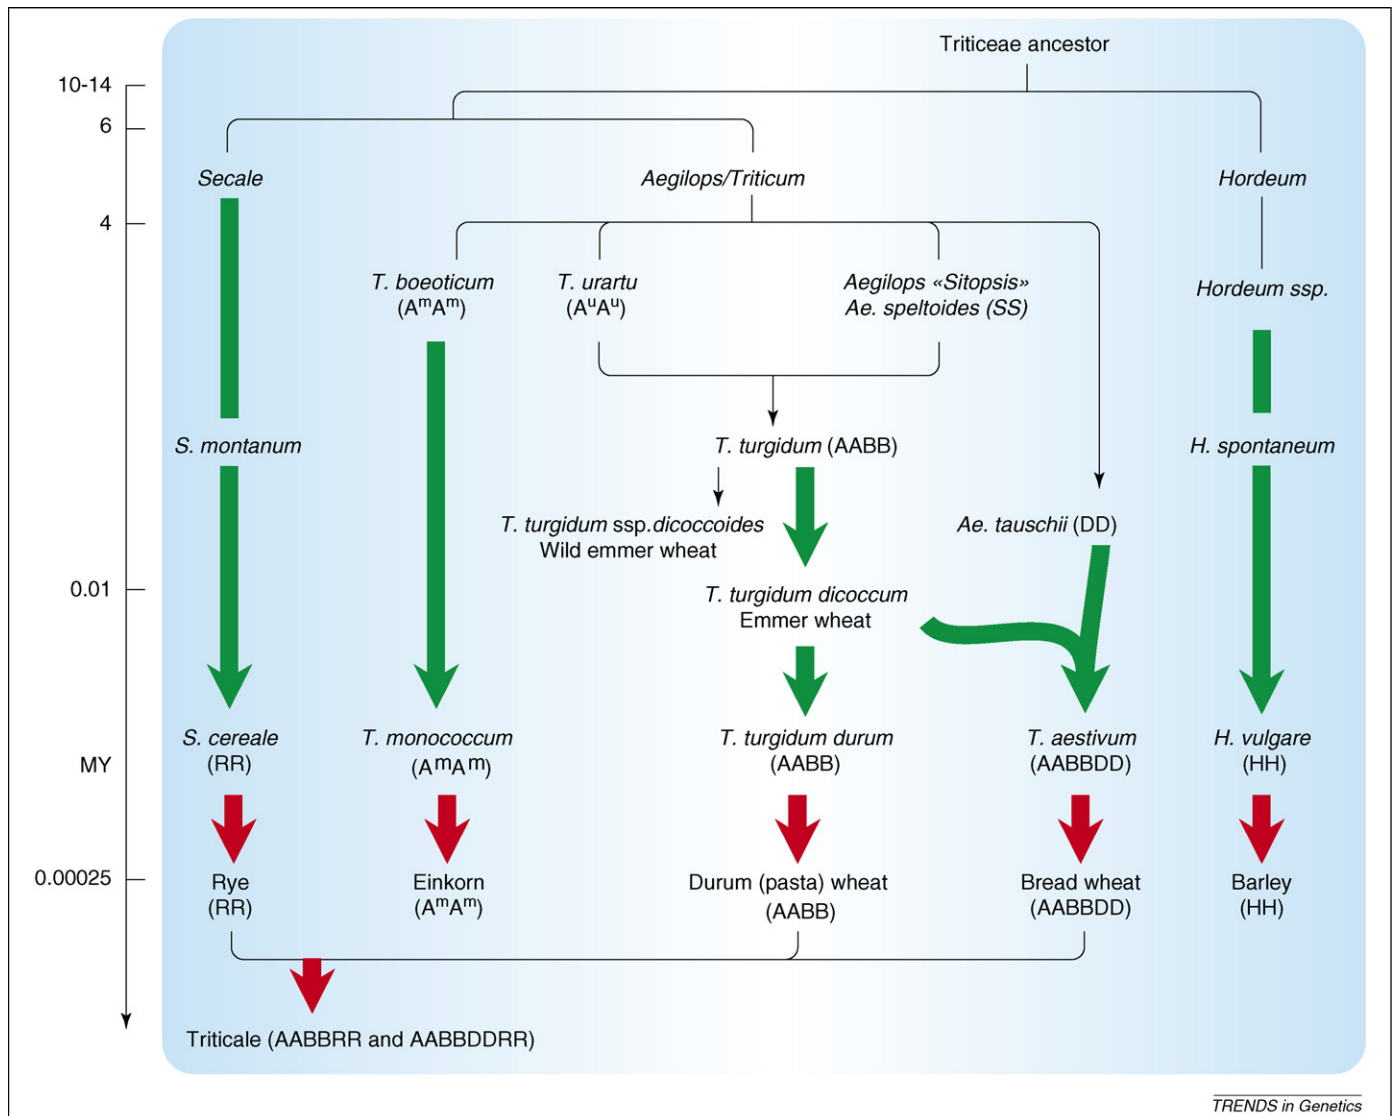 Triticeae ancestor
10-14
6
Secale
Aegilops/Triticum
Hordeum
4
T. boeoticum
(AᵐAᵐ)
T. urartu
(AᵘAᵘ)
Aegilops «Sitopsis»
Ae. speltoides (SS)
Hordeum ssp.
S. montanum
T. turgidum (AABB)
H. spontaneum
T. turgidum ssp.dicoccoides
Wild emmer wheat
Ae. tauschii (DD)
0.01
T. turgidum dicoccum
Emmer wheat
MY
S. cereale
(RR)
T. monococcum
(AᵐAᵐ)
T. turgidum durum
(AABB)
T. aestivum
(AABBDD)
H. vulgare
(HH)
0.00025
Rye
(RR)
Einkorn
(AᵐAᵐ)
Durum (pasta) wheat
(AABB)
Bread wheat
(AABBDD)
Barley
(HH)
Triticale (AABBRR and AABBDDRR)
TRENDS in Genetics